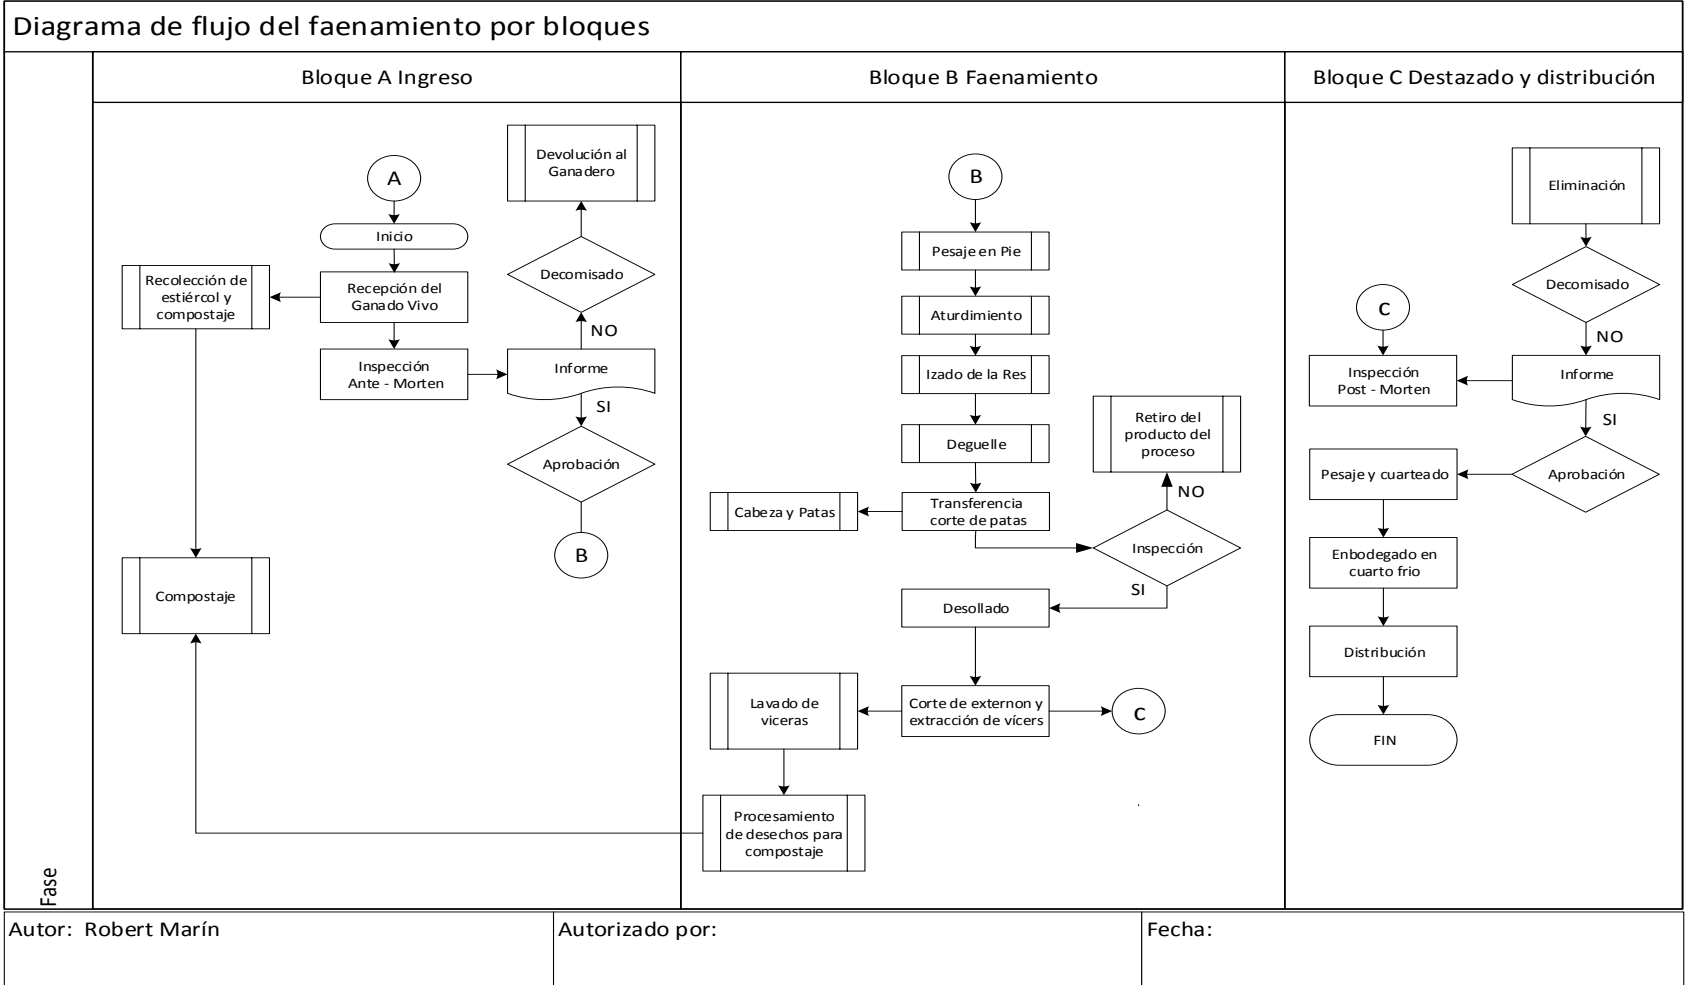 Diagrama de flujo del faenamiento por bloques
Fase
Bloque A Ingreso
A
Inicio
Recepción del
Ganado Vivo
Recolección de
estiércol y
compostaje
Inspección
Ante - Morten
Informe
NO
Decomisado
Devolución al
Ganadero
SI
Aprobación
B
Compostaje
Bloque B Faenamiento
B
Pesaje en Pie
Aturdimiento
Izado de la Res
Deguelle
Transferencia
corte de patas
Cabeza y Patas
Inspección
NO
Retiro del
producto del
proceso
SI
Desollado
Corte de externon y
extracción de vícers
C
Lavado de
viceras
Procesamiento
de desechos para
compostaje
Bloque C Destazado y distribución
Eliminación
Decomisado
NO
Informe
C
Inspección
Post - Morten
SI
Aprobación
Pesaje y cuarteado
Enbodegado en
cuarto frio
Distribución
FIN
Autor: Robert Marín
Autorizado por:
Fecha: